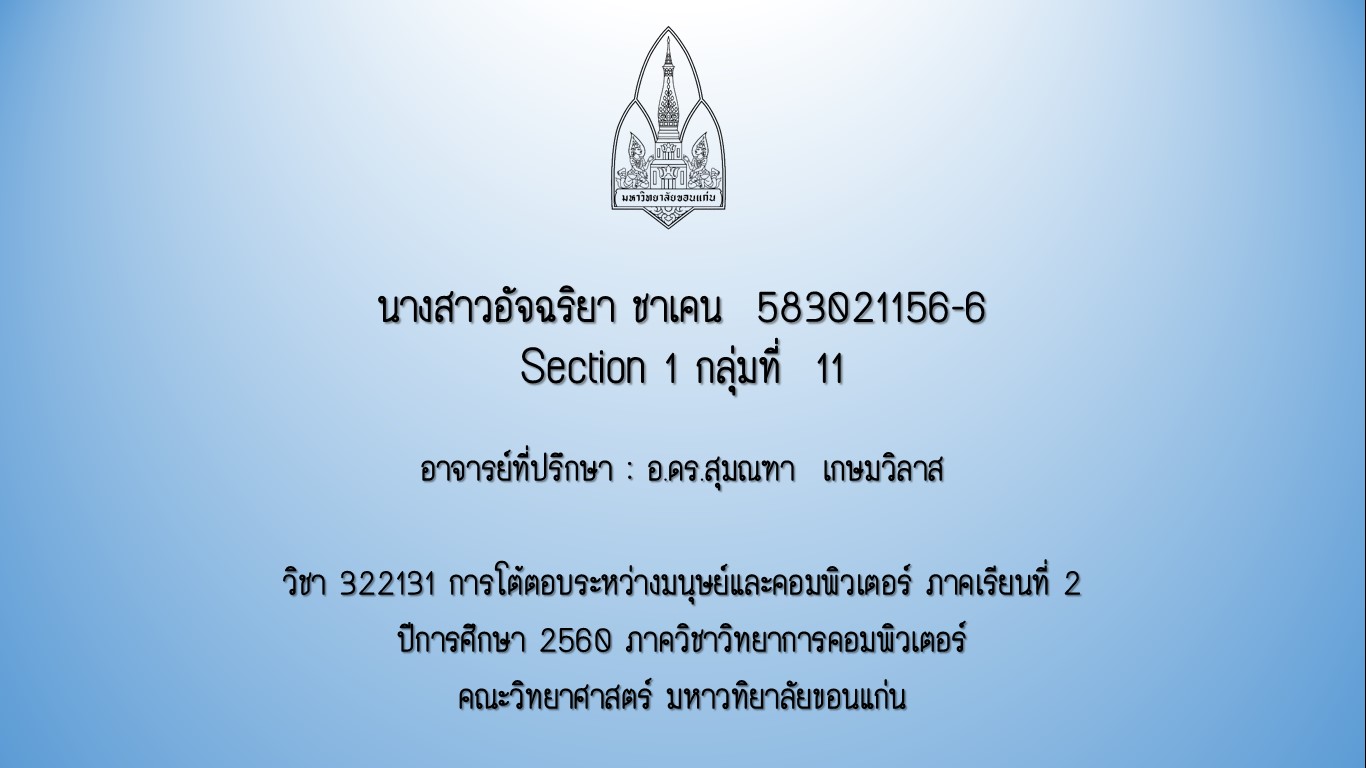 มหาวิทยาลัยขอนแก่น
นางสาวอัจฉริยา ชาเคน 583021156-6
Section 1 กลุ่มที่ 11
อาจารย์ที่ปรึกษา : อ.ดร.สุมณฑา เกษมวิลาส
วิชา 322131 การโต้ตอบระหว่างมนุษย์และคอมพิวเตอร์ ภาคเรียนที่ 2
ปีการศึกษา 2560 ภาควิชาวิทยาการคอมพิวเตอร์
คณะวิทยาศาสตร์ มหาวทิยาลัยขอนแก่น